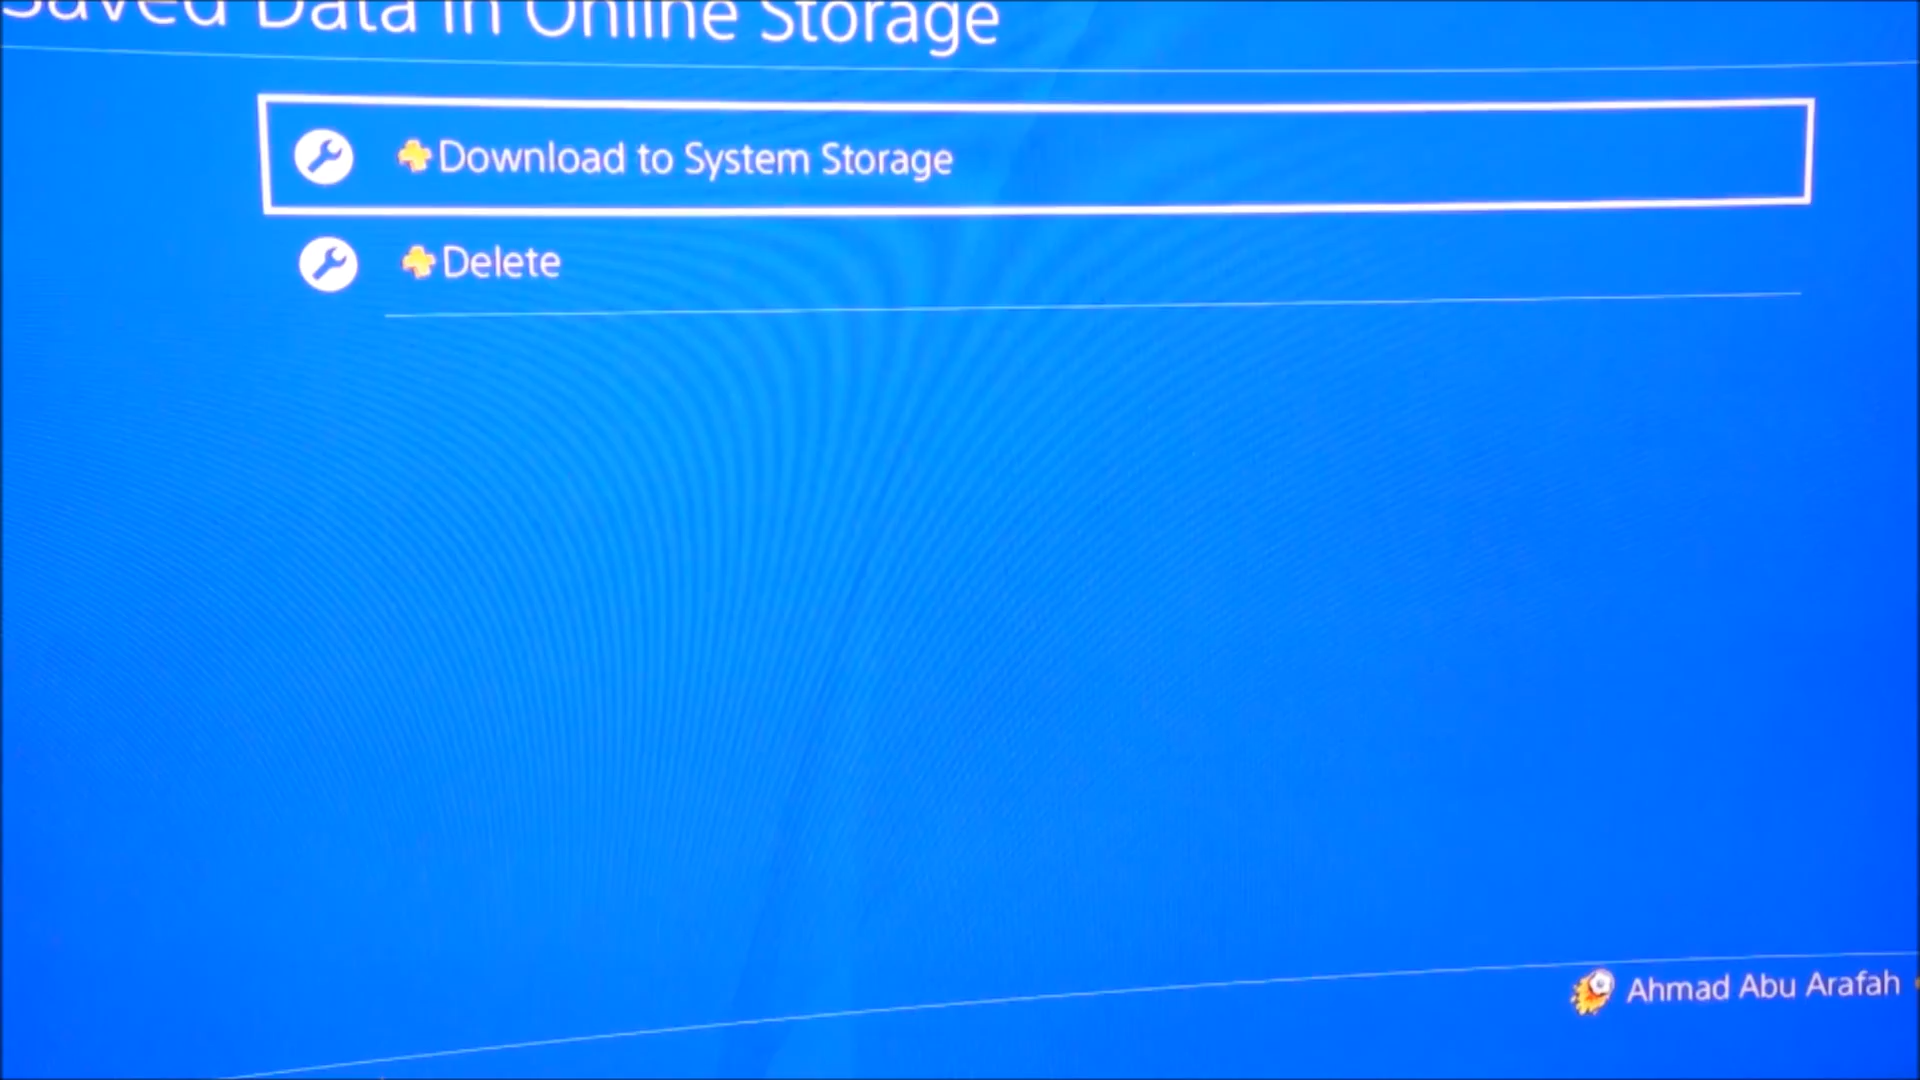 Saved Data in Online Storage
Download to System Storage
Delete
Ahmad Abu Arafah